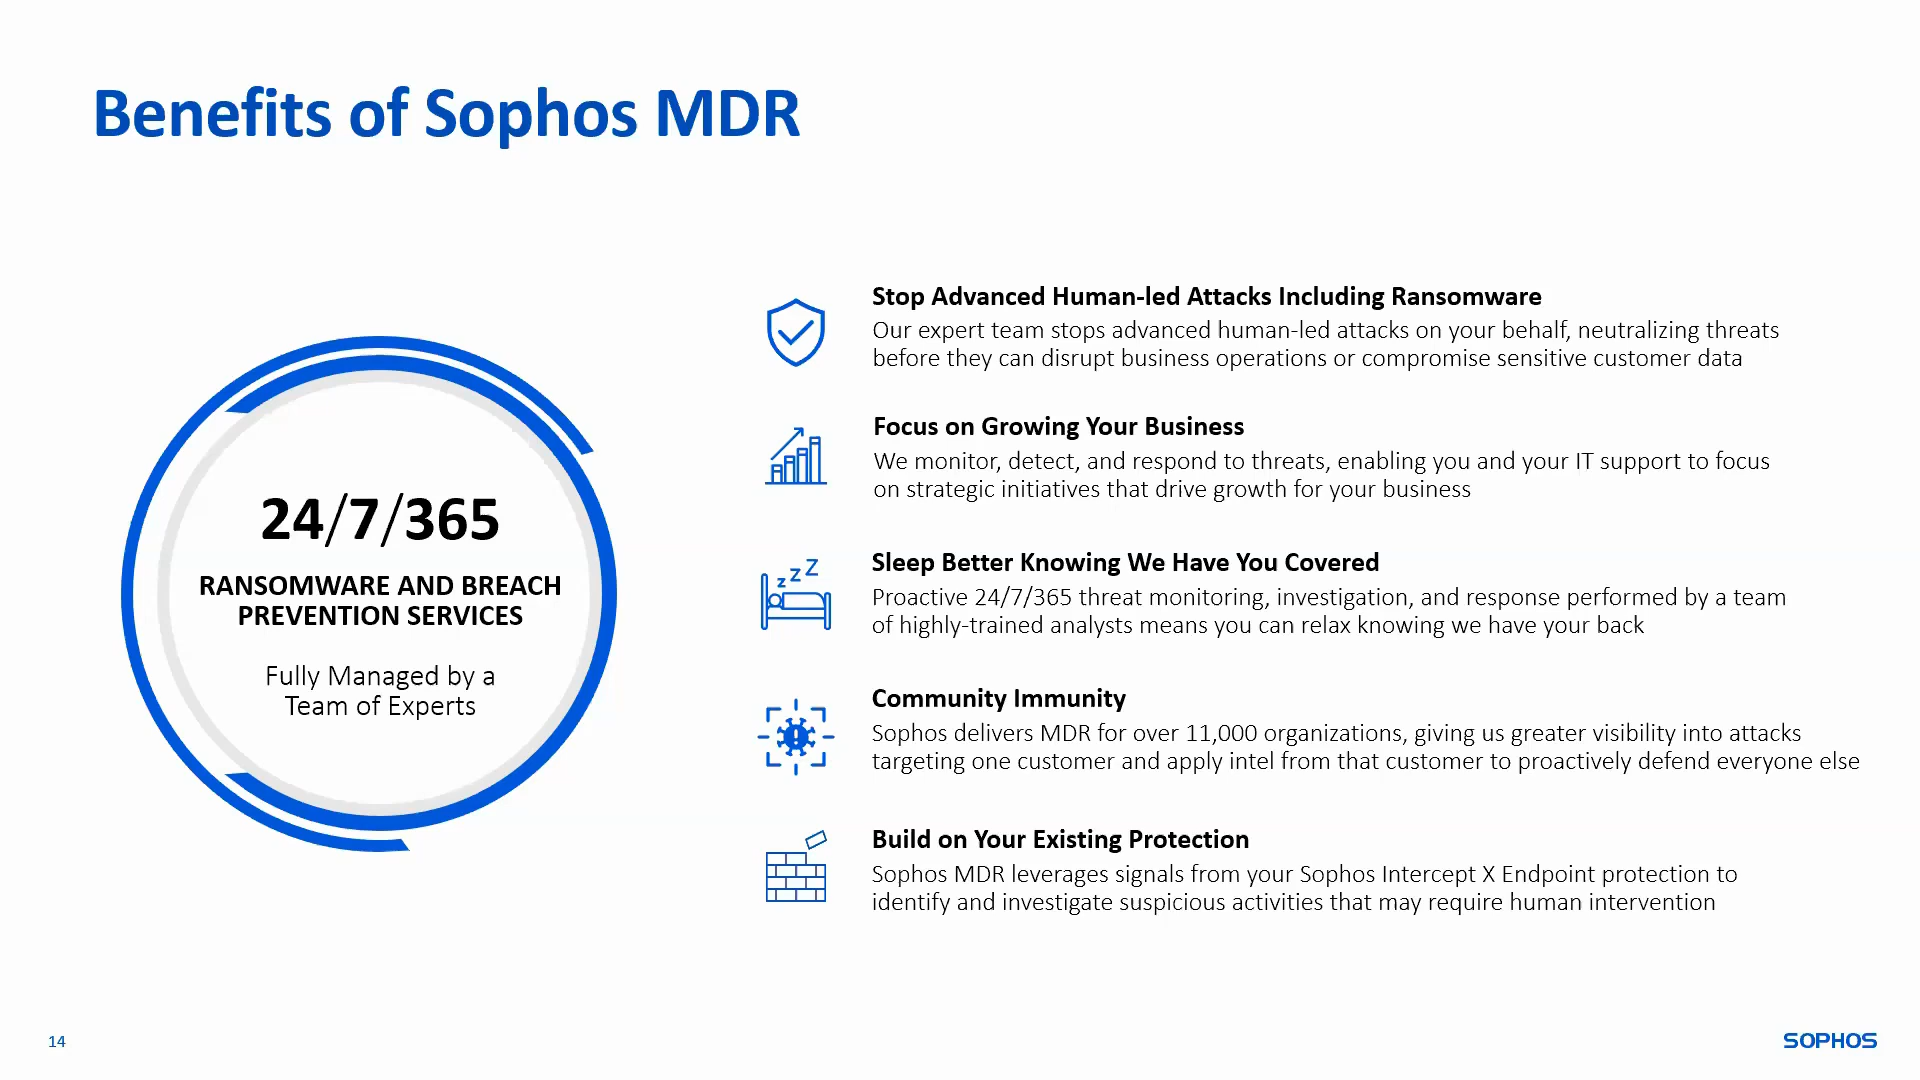 Benefits of Sophos MDR
24/7/365
RANSOMWARE AND BREACH
PREVENTION SERVICES
Fully Managed by a
Team of Experts
Stop Advanced Human-led Attacks Including Ransomware
Our expert team stops advanced human-led attacks on your behalf, neutralizing threats
before they can disrupt business operations or compromise sensitive customer data
Focus on Growing Your Business
We monitor, detect, and respond to threats, enabling you and your IT support to focus
on strategic initiatives that drive growth for your business
z z Z
Sleep Better Knowing We Have You Covered
Proactive 24/7/365 threat monitoring, investigation, and response performed by a team
of highly-trained analysts means you can relax knowing we have your back
Community Immunity
Sophos delivers MDR for over 11,000 organizations, giving us greater visibility into attacks
targeting one customer and apply intel from that customer to proactively defend everyone else
Build on Your Existing Protection
Sophos MDR leverages signals from your Sophos Intercept X Endpoint protection to
identify and investigate suspicious activities that may require human intervention
14
SOPHOS